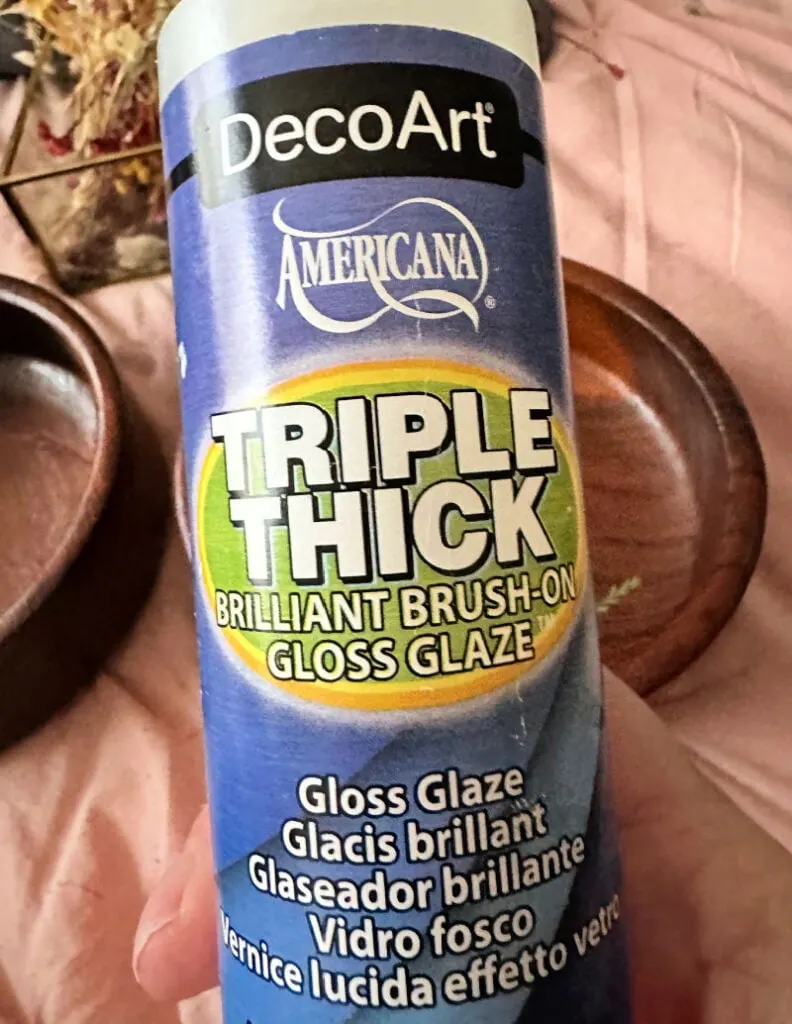 DecoArt®
AMERICANA®
TRIPLE
THICK
BRILLIANT BRUSH-ON
GLOSS GLAZE™
Gloss Glaze
Glacis brillant
Glaseador brillante
Vidro fosco
Vernice lucida effetto vetro